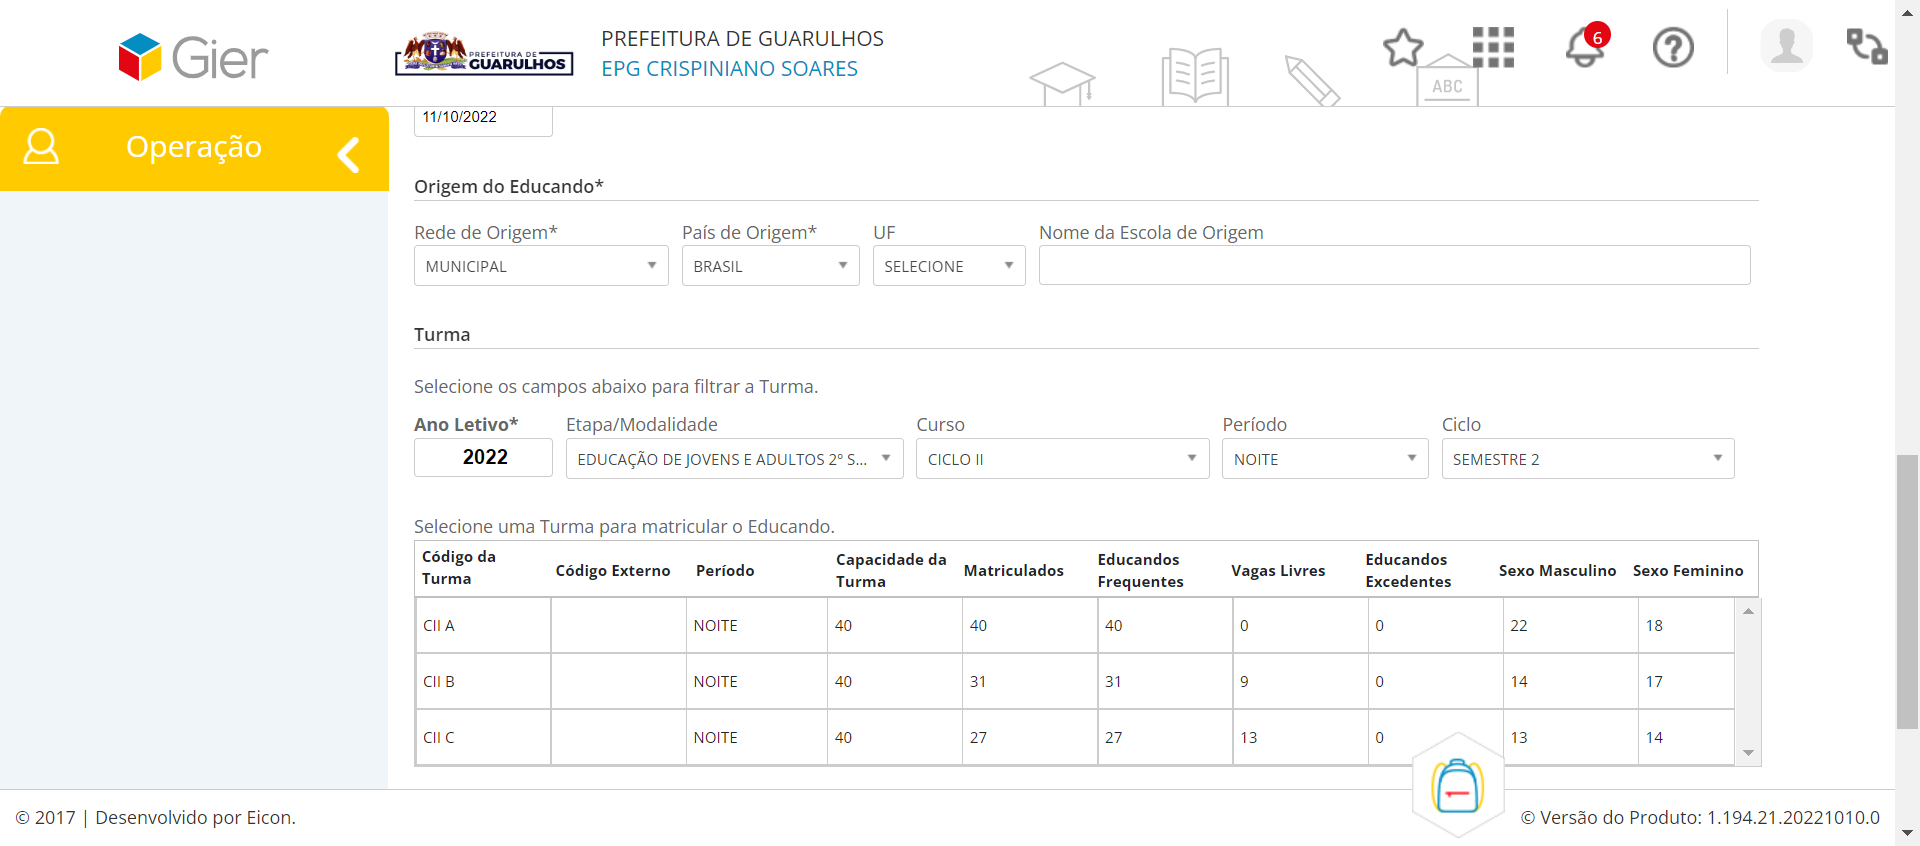 Gier
PREFEITURA DE
GUARULHOS
PREFEITURA DE GUARULHOS
EPG CRISPINIANO SOARES
ABC
6
Operação
11/10/2022
Origem do Educando*
Rede de Origem* País de Origem* UF Nome da Escola de Origem
MUNICIPAL BRASIL SELECIONE
Turma
Selecione os campos abaixo para filtrar a Turma.
Ano Letivo* Etapa/Modalidade Curso Período Ciclo
2022 EDUCAÇÃO DE JOVENS E ADULTOS 2º S... CICLO II NOITE SEMESTRE 2
Selecione uma Turma para matricular o Educando.
Código da Turma Código Externo Período Capacidade da Turma Matriculados Educandos Frequentes Vagas Livres Educandos Excedentes Sexo Masculino Sexo Feminino
CII A NOITE 40 40 40 0 0 22 18
CII B NOITE 40 31 31 9 0 14 17
CII C NOITE 40 27 27 13 0 13 14
© 2017 | Desenvolvido por Eicon.
© Versão do Produto: 1.194.21.20221010.0